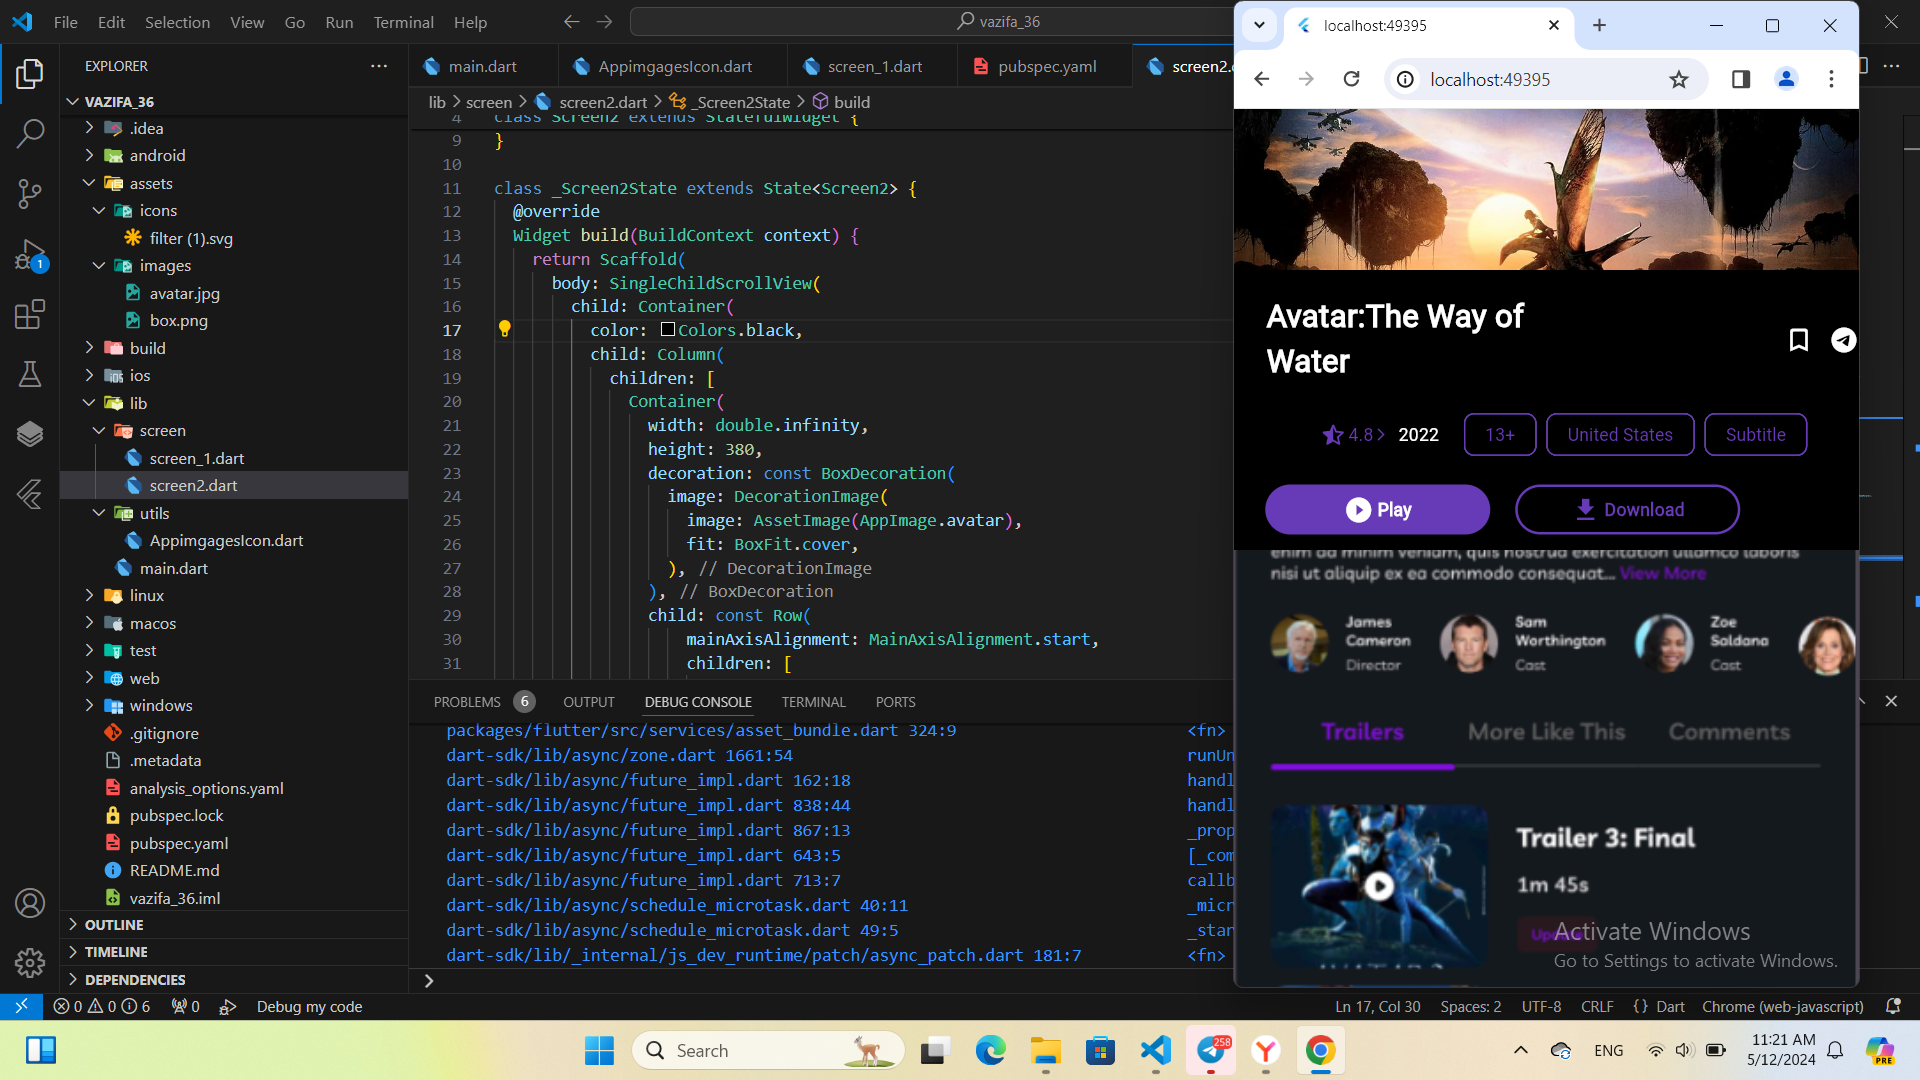 File Edit Selection View Go Run Terminal Help
vazifa_36
EXPLORER
VAZIFA_36
.idea
android
assets
icons
filter (1).svg
images
avatar.jpg
box.png
build
ios
lib
screen
screen_1.dart
screen2.dart
utils
AppimgagesIcon.dart
main.dart
linux
macos
test
web
windows
.gitignore
.metadata
analysis_options.yaml
pubspec.lock
pubspec.yaml
README.md
vazifa_36.iml
OUTLINE
TIMELINE
DEPENDENCIES
1
main.dart AppimgagesIcon.dart screen_1.dart pubspec.yaml screen2.d
lib > screen > screen2.dart > _Screen2State > build
4 class Screen2 extends StatefulWidget {
9 }
10
11 class _Screen2State extends State<Screen2> {
12 @override
13 Widget build(BuildContext context) {
14 return Scaffold(
15 body: SingleChildScrollView(
16 child: Container(
17 color: Colors.black,
18 child: Column(
19 children: [
20 Container(
21 width: double.infinity,
22 height: 380,
23 decoration: const BoxDecoration(
24 image: DecorationImage(
25 image: AssetImage(AppImage.avatar),
26 fit: BoxFit.cover,
27 ), // DecorationImage
28 ), // BoxDecoration
29 child: const Row(
30 mainAxisAlignment: MainAxisAlignment.start,
31 children: [
PROBLEMS 6 OUTPUT DEBUG CONSOLE TERMINAL PORTS
packages/flutter/src/services/asset_bundle.dart 324:9 <fn>
dart-sdk/lib/async/zone.dart 1661:54 runUn
dart-sdk/lib/async/future_impl.dart 162:18 handl
dart-sdk/lib/async/future_impl.dart 838:44 handl
dart-sdk/lib/async/future_impl.dart 867:13 _prop
dart-sdk/lib/async/future_impl.dart 643:5 [_com
dart-sdk/lib/async/future_impl.dart 713:7 callb
dart-sdk/lib/async/schedule_microtask.dart 40:11 _micr
dart-sdk/lib/async/schedule_microtask.dart 49:5 _star
dart-sdk/lib/_internal/js_dev_runtime/patch/async_patch.dart 181:7 <fn>
localhost:49395
localhost:49395
Avatar:The Way of
Water
4.8 2022 13+ United States Subtitle
Play Download
enim ad minim veniam, quis nostrud exercitation ullamco laboris
nisi ut aliquip ex ea commodo consequat... View More
James
Cameron
Director
Sam
Worthington
Cast
Zoe
Saldana
Cast
Trailers More Like This Comments
Trailer 3: Final
1m 45s
Activate Windows
Go to Settings to activate Windows.
0 0 6 0 Debug my code Ln 17, Col 30 Spaces: 2 UTF-8 CRLF {} Dart Chrome (web-javascript)
Search
258
ENG
11:21 AM
5/12/2024
PRE